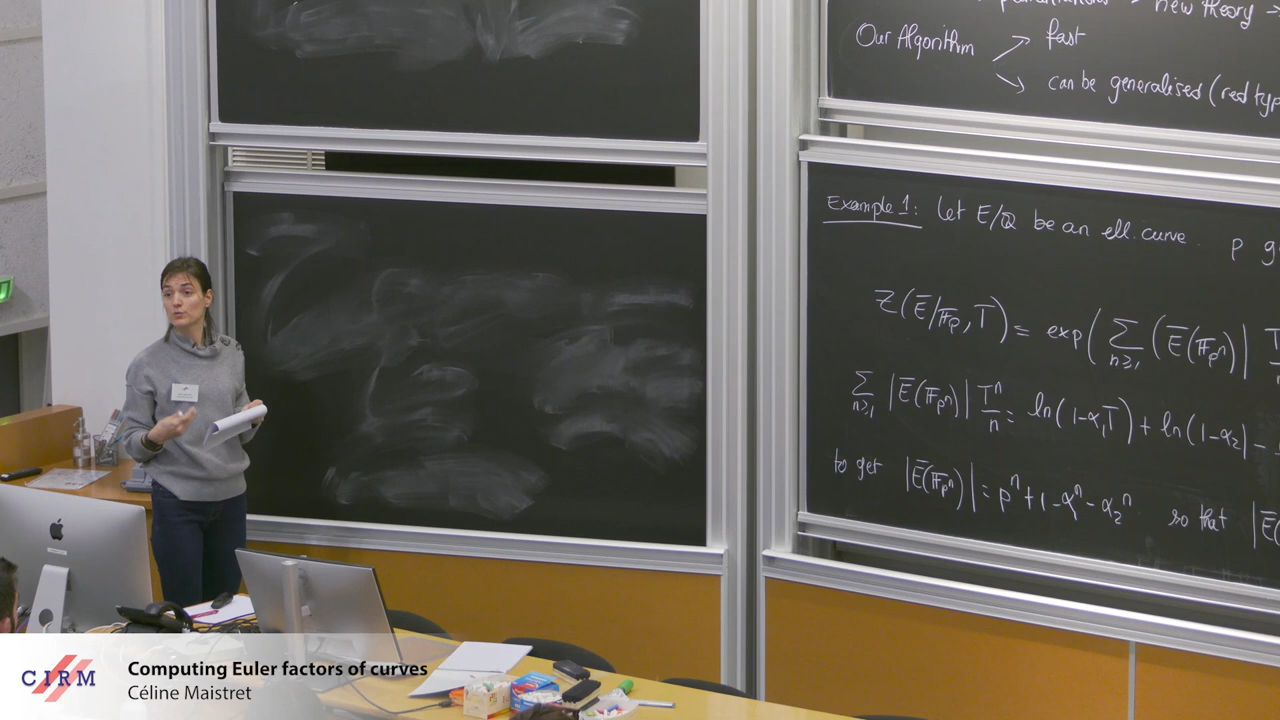 new theory →
Our Algorithm → fast
↘ can be generalised (red typ
Example 1: Let E/ℚ be an ell. curve. p g
Z(Ē/𝔽p, T) = exp( ∑_{n≥1} (Ē(𝔽pⁿ)| T
∑_{n≥1} |Ē(𝔽pⁿ)| Tⁿ/n = ln(1-α₁T) + ln(1-α₂) -
to get |Ē(𝔽pⁿ)| = pⁿ + 1 - αⁿ - α₂ⁿ so that |Ē(
CIRM
Computing Euler factors of curves
Céline Maistret